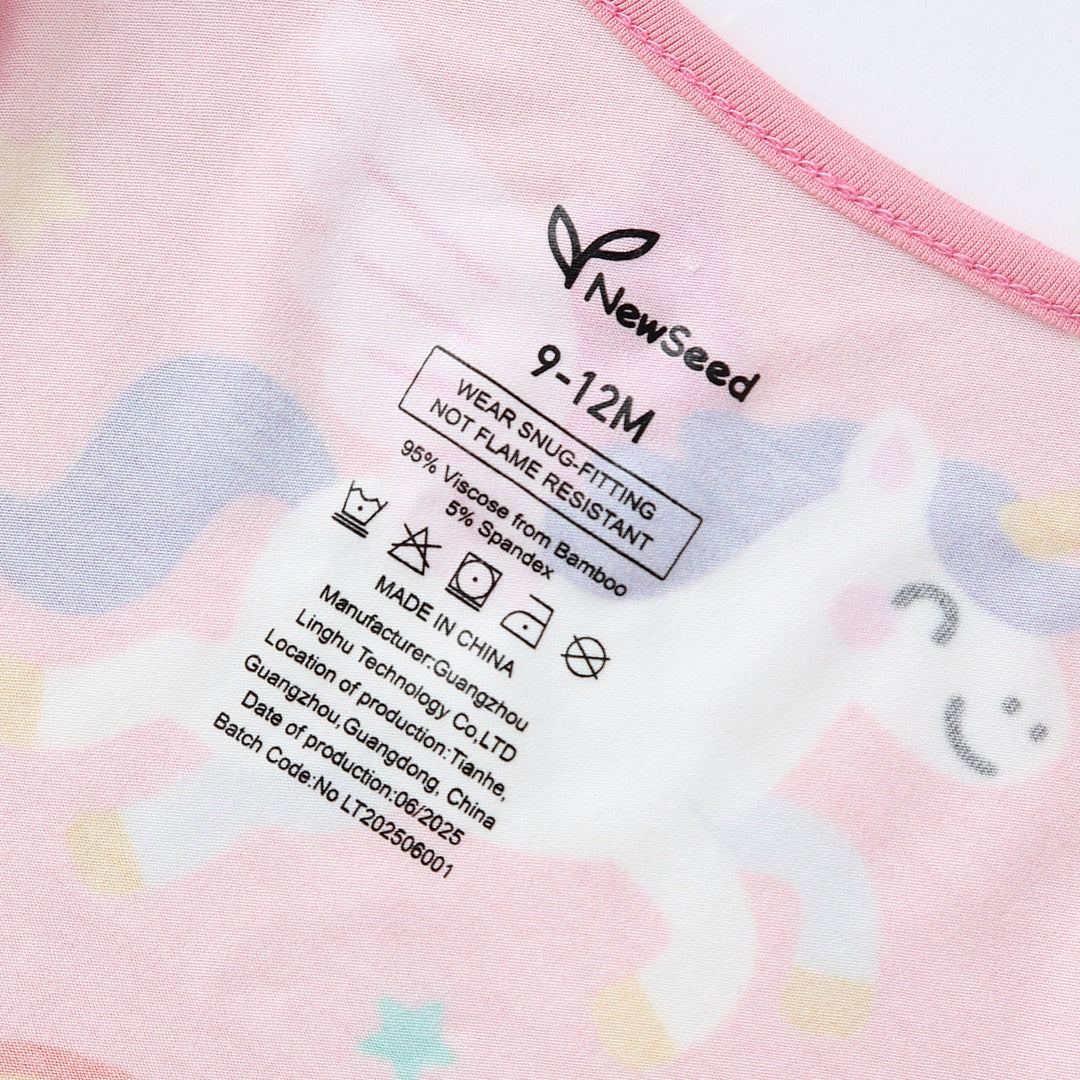 NewSeed
9-12M
WEAR SNUG-FITTING
NOT FLAME RESISTANT
95% Viscose from Bamboo
5% Spandex
MADE IN CHINA
Manufacturer:Guangzhou
Linghu Technology Co,LTD
Location of production:Tianhe,
Guangzhou,Guangdong, China
Date of production:06/2025
Batch Code:No LT202506001